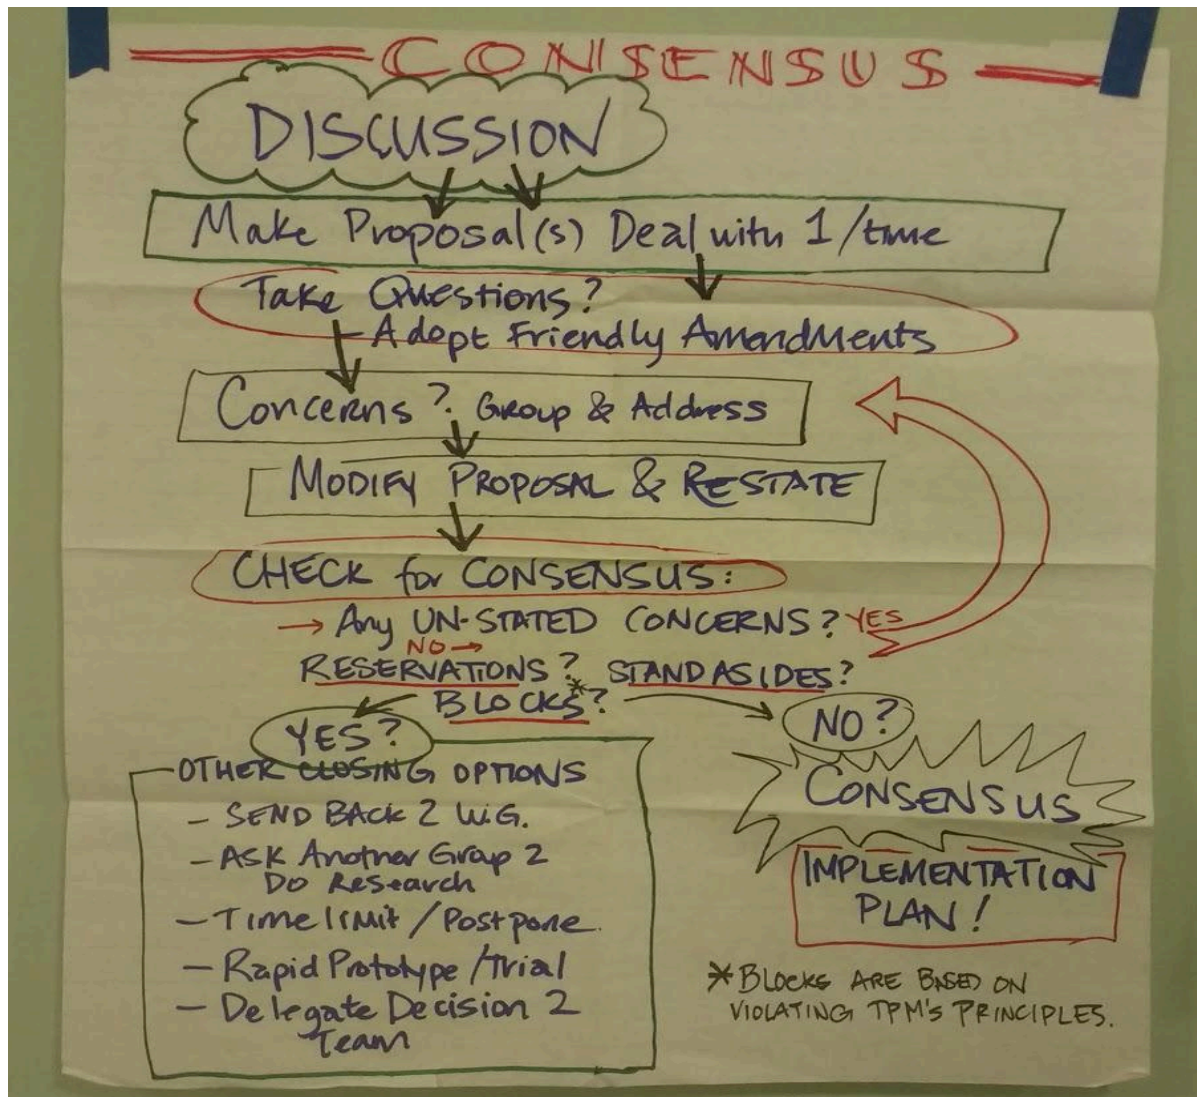 CONSENSUS
DISCUSSION
Make Proposal(s) Deal with 1/time
Take Questions?
- Adopt Friendly Amendments
Concerns? Group & Address
MODIFY PROPOSAL & RESTATE
CHECK for CONSENSUS:
→ Any UN-STATED CONCERNS? YES
NO →
RESERVATIONS? STAND ASIDES?
BLOCKS?*
YES?
NO?
OTHER CLOSING OPTIONS
- SEND BACK 2 W.G.
- ASK Another Group 2
Do Research
- Time limit / Postpone.
- Rapid Prototype / Trial
- Delegate Decision 2
Team
CONSENSUS
IMPLEMENTATION
PLAN!
* BLOCKS ARE BASED ON
VIOLATING TPM'S PRINCIPLES.